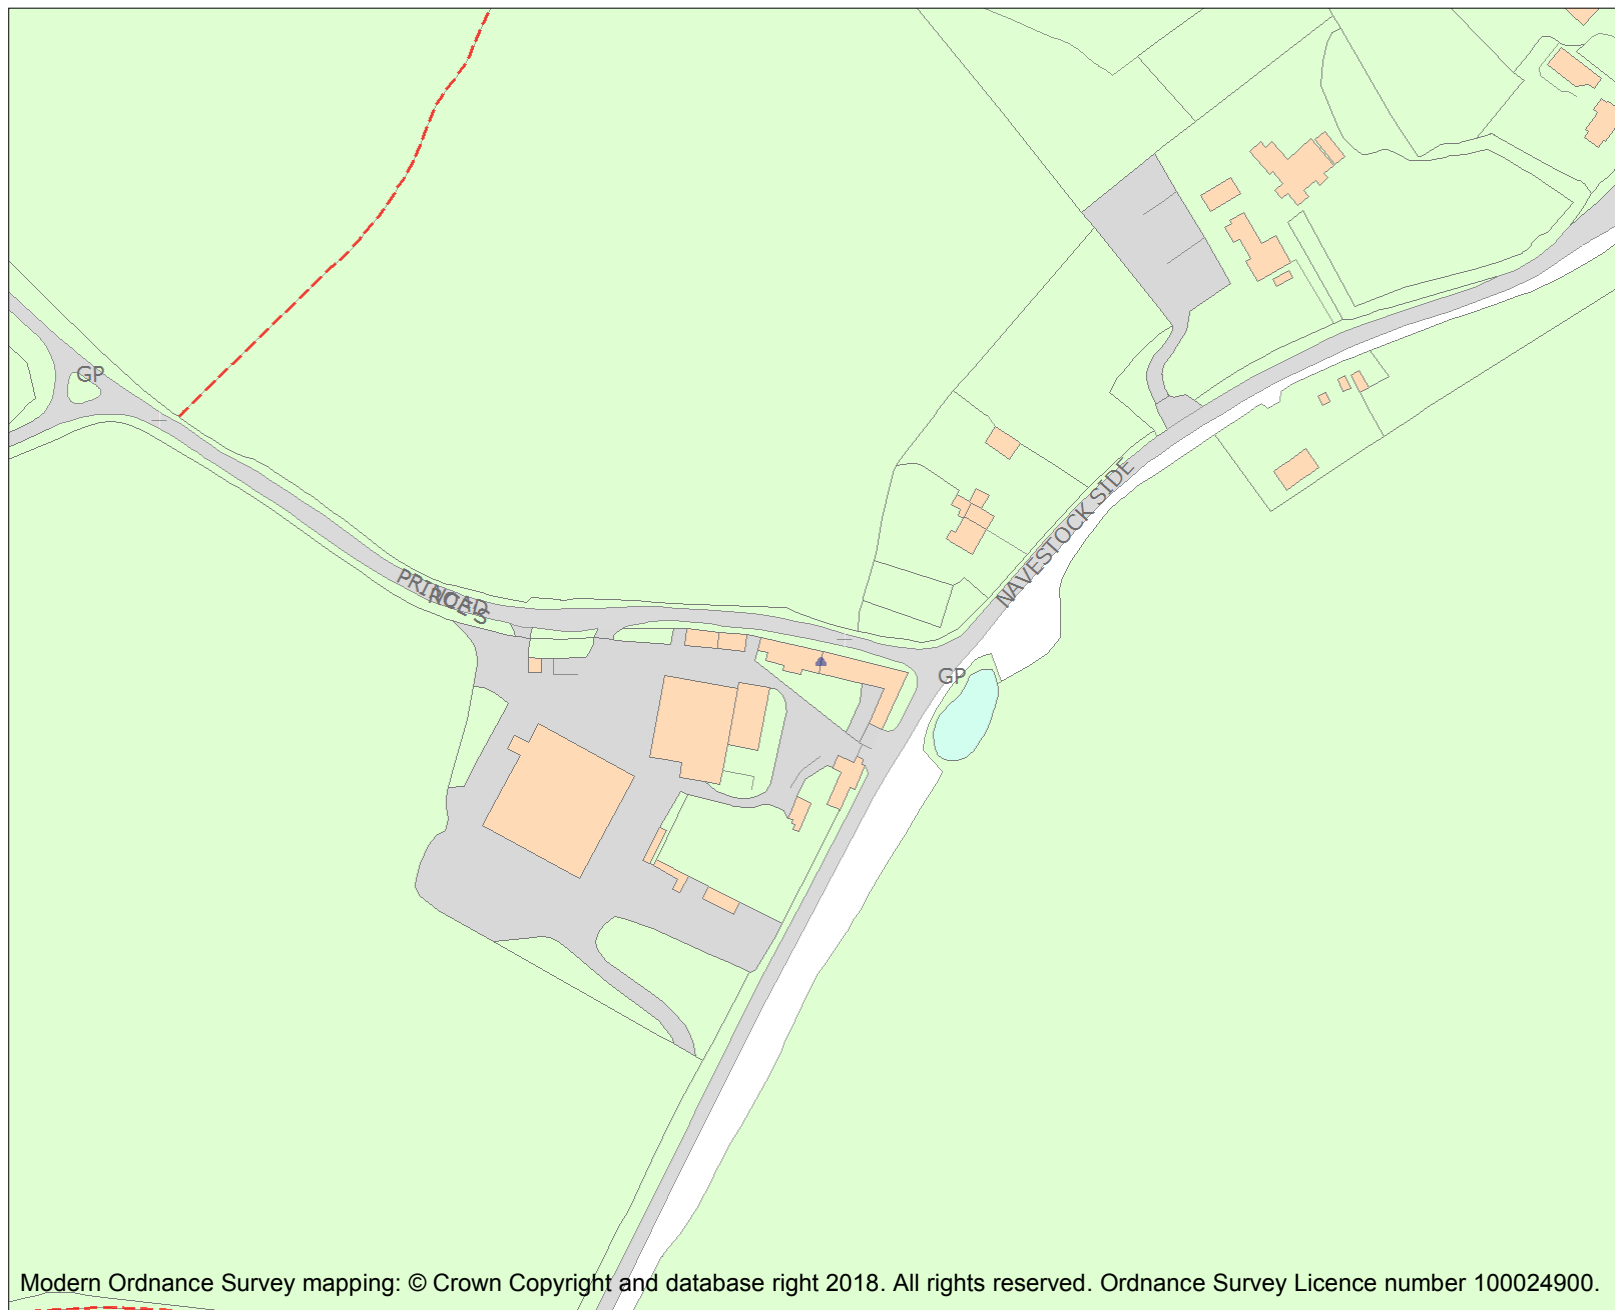 GP
PRINCES
ROAD
NAVESTOCK SIDE
GP
Modern Ordnance Survey mapping: © Crown Copyright and database right 2018. All rights reserved. Ordnance Survey Licence number 100024900.